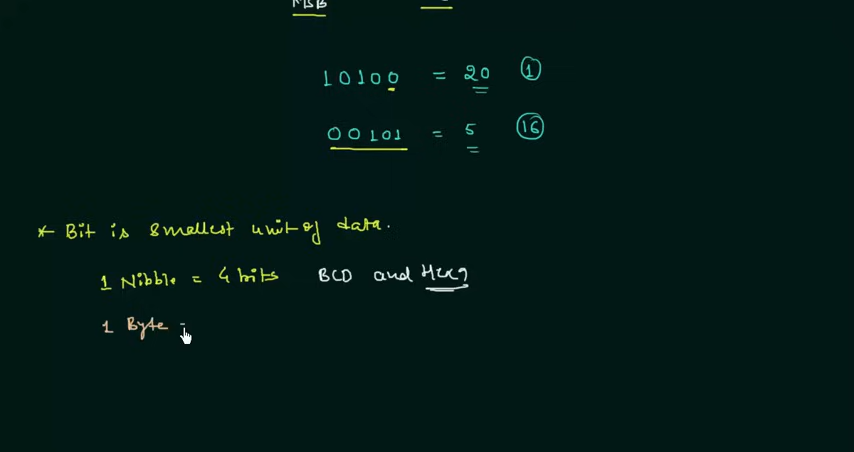 10100 = 20 ①
00101 = 5 ⑯
* Bit is smallest unit of data.
1 Nibble = 4 bits BCD and
1 Byte =